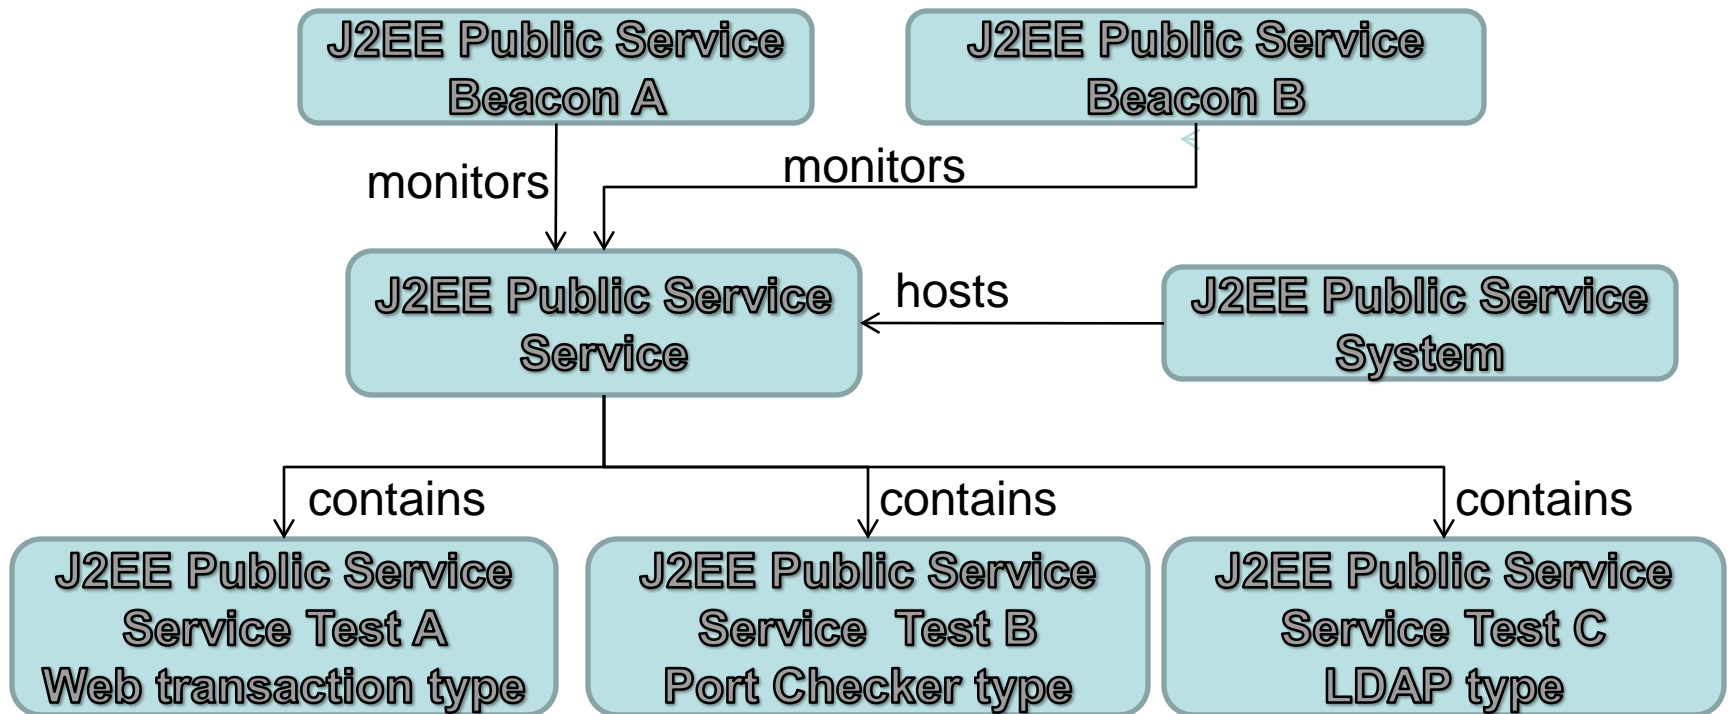 J2EE Public Service
Beacon A
J2EE Public Service
Beacon B
monitors
monitors
J2EE Public Service
Service
hosts
J2EE Public Service
System
contains
contains
contains
J2EE Public Service
Service Test A
Web transaction type
J2EE Public Service
Service  Test B
Port Checker type
J2EE Public Service
Service Test C
LDAP type